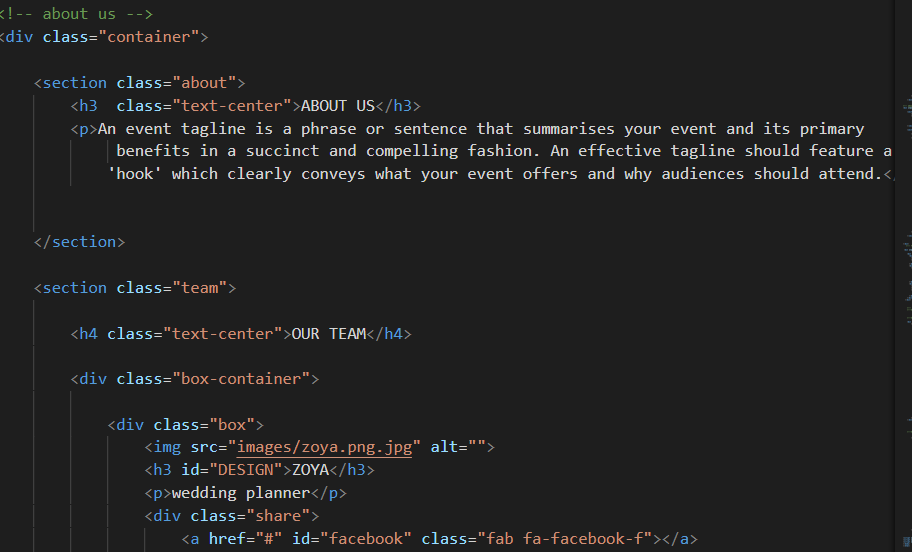 <!-- about us -->
<div class="container">
<section class="about">
<h3  class="text-center">ABOUT US</h3>
<p>An event tagline is a phrase or sentence that summarises your event and its primary
benefits in a succinct and compelling fashion. An effective tagline should feature a
'hook' which clearly conveys what your event offers and why audiences should attend.</
</section>
<section class="team">
<h4 class="text-center">OUR TEAM</h4>
<div class="box-container">
<div class="box">
<img src="images/zoya.png.jpg" alt="">
<h3 id="DESIGN">ZOYA</h3>
<p>wedding planner</p>
<div class="share">
<a href="#" id="facebook" class="fab fa-facebook-f"></a>